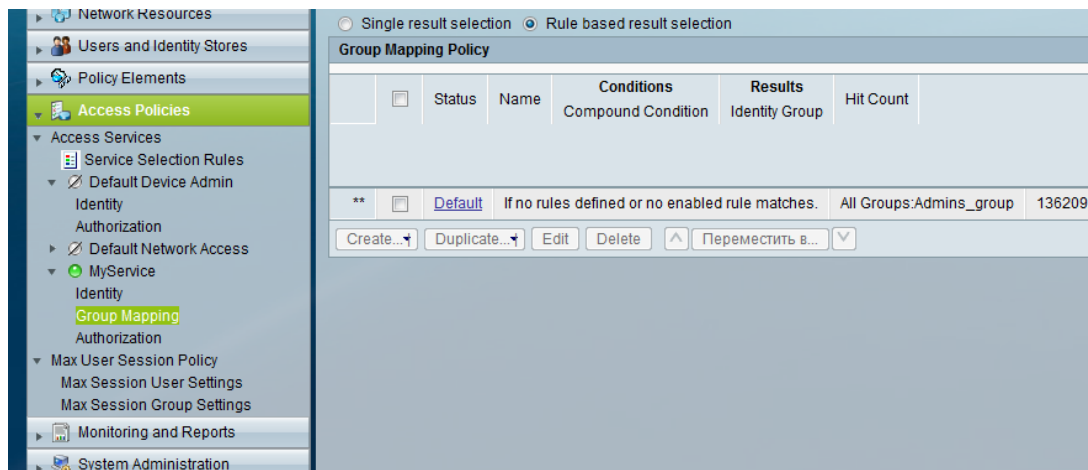 Network Resources
Users and Identity Stores
Policy Elements
Access Policies
Access Services
Service Selection Rules
Default Device Admin
Identity
Authorization
Default Network Access
MyService
Identity
Group Mapping
Authorization
Max User Session Policy
Max Session User Settings
Max Session Group Settings
Monitoring and Reports
System Administration
Single result selection Rule based result selection
Group Mapping Policy
Status Name Conditions Results Hit Count
Compound Condition Identity Group
** Default If no rules defined or no enabled rule matches. All Groups:Admins_group 136209
Create... Duplicate... Edit Delete Переместить в...